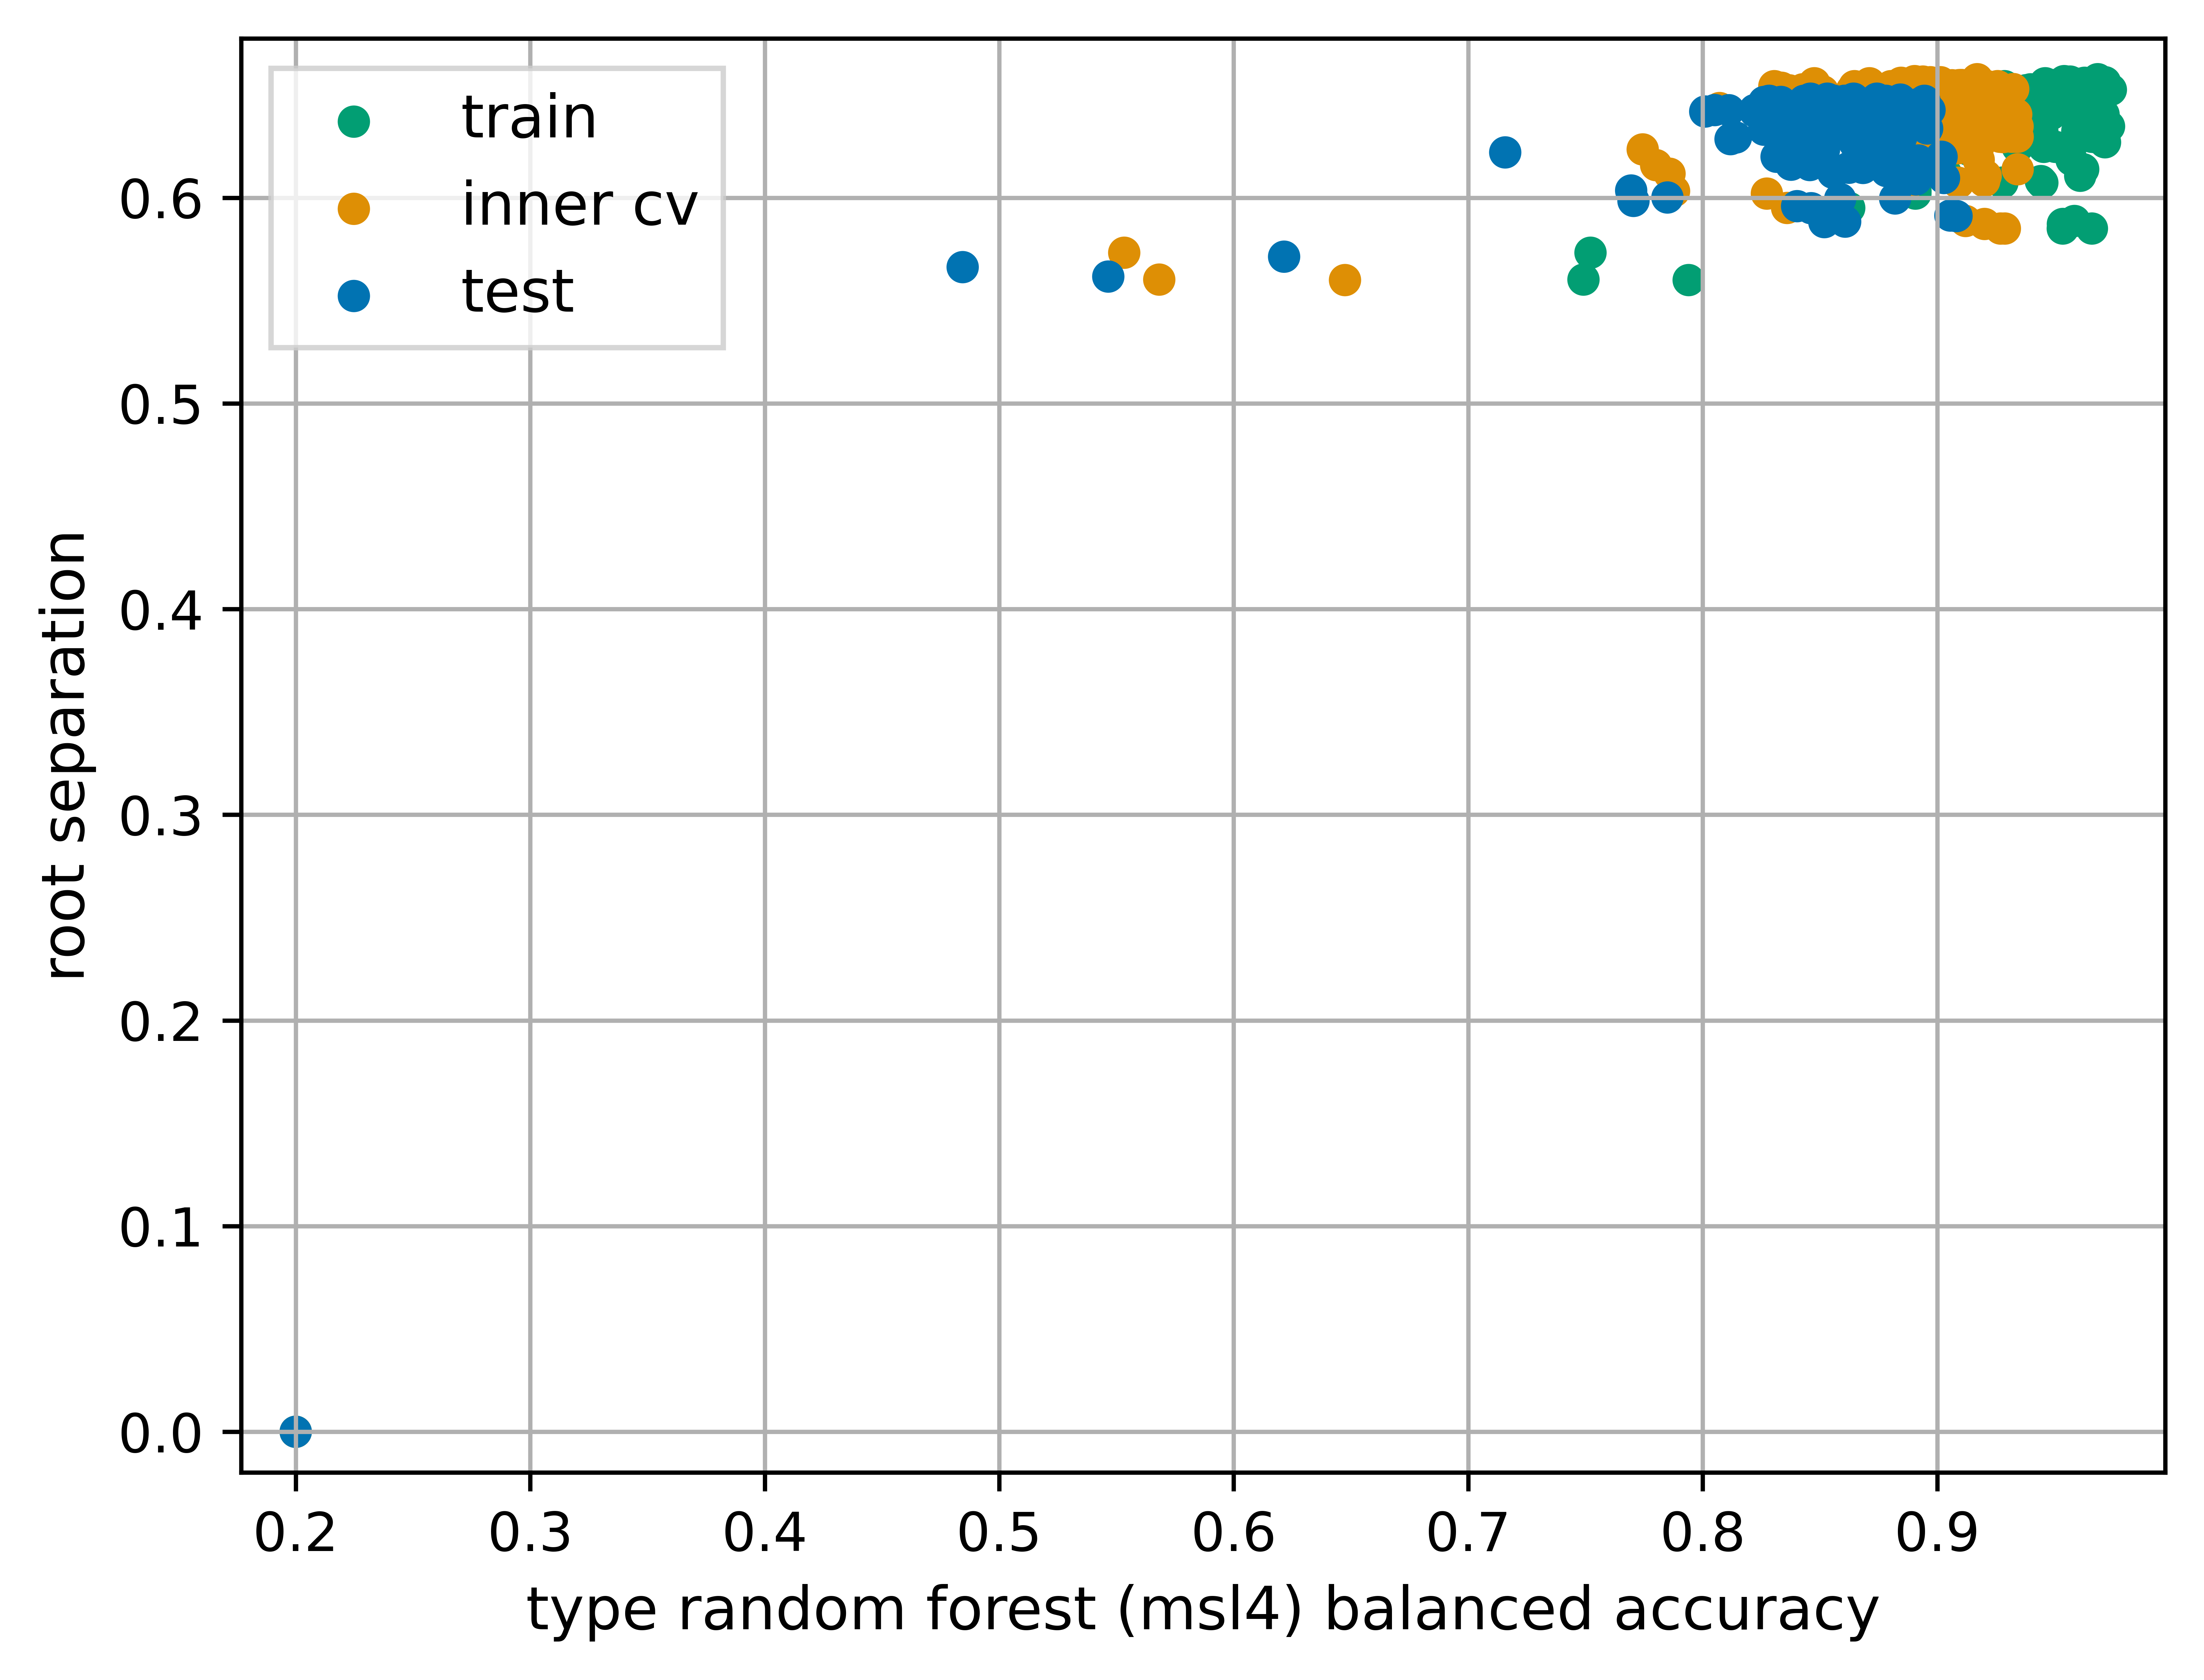 train
inner cv
test
0.6
0.5
0.4
0.3
0.2
0.1
0.0
root separation
0.2 0.3 0.4 0.5 0.6 0.7 0.8 0.9
type random forest (msl4) balanced accuracy